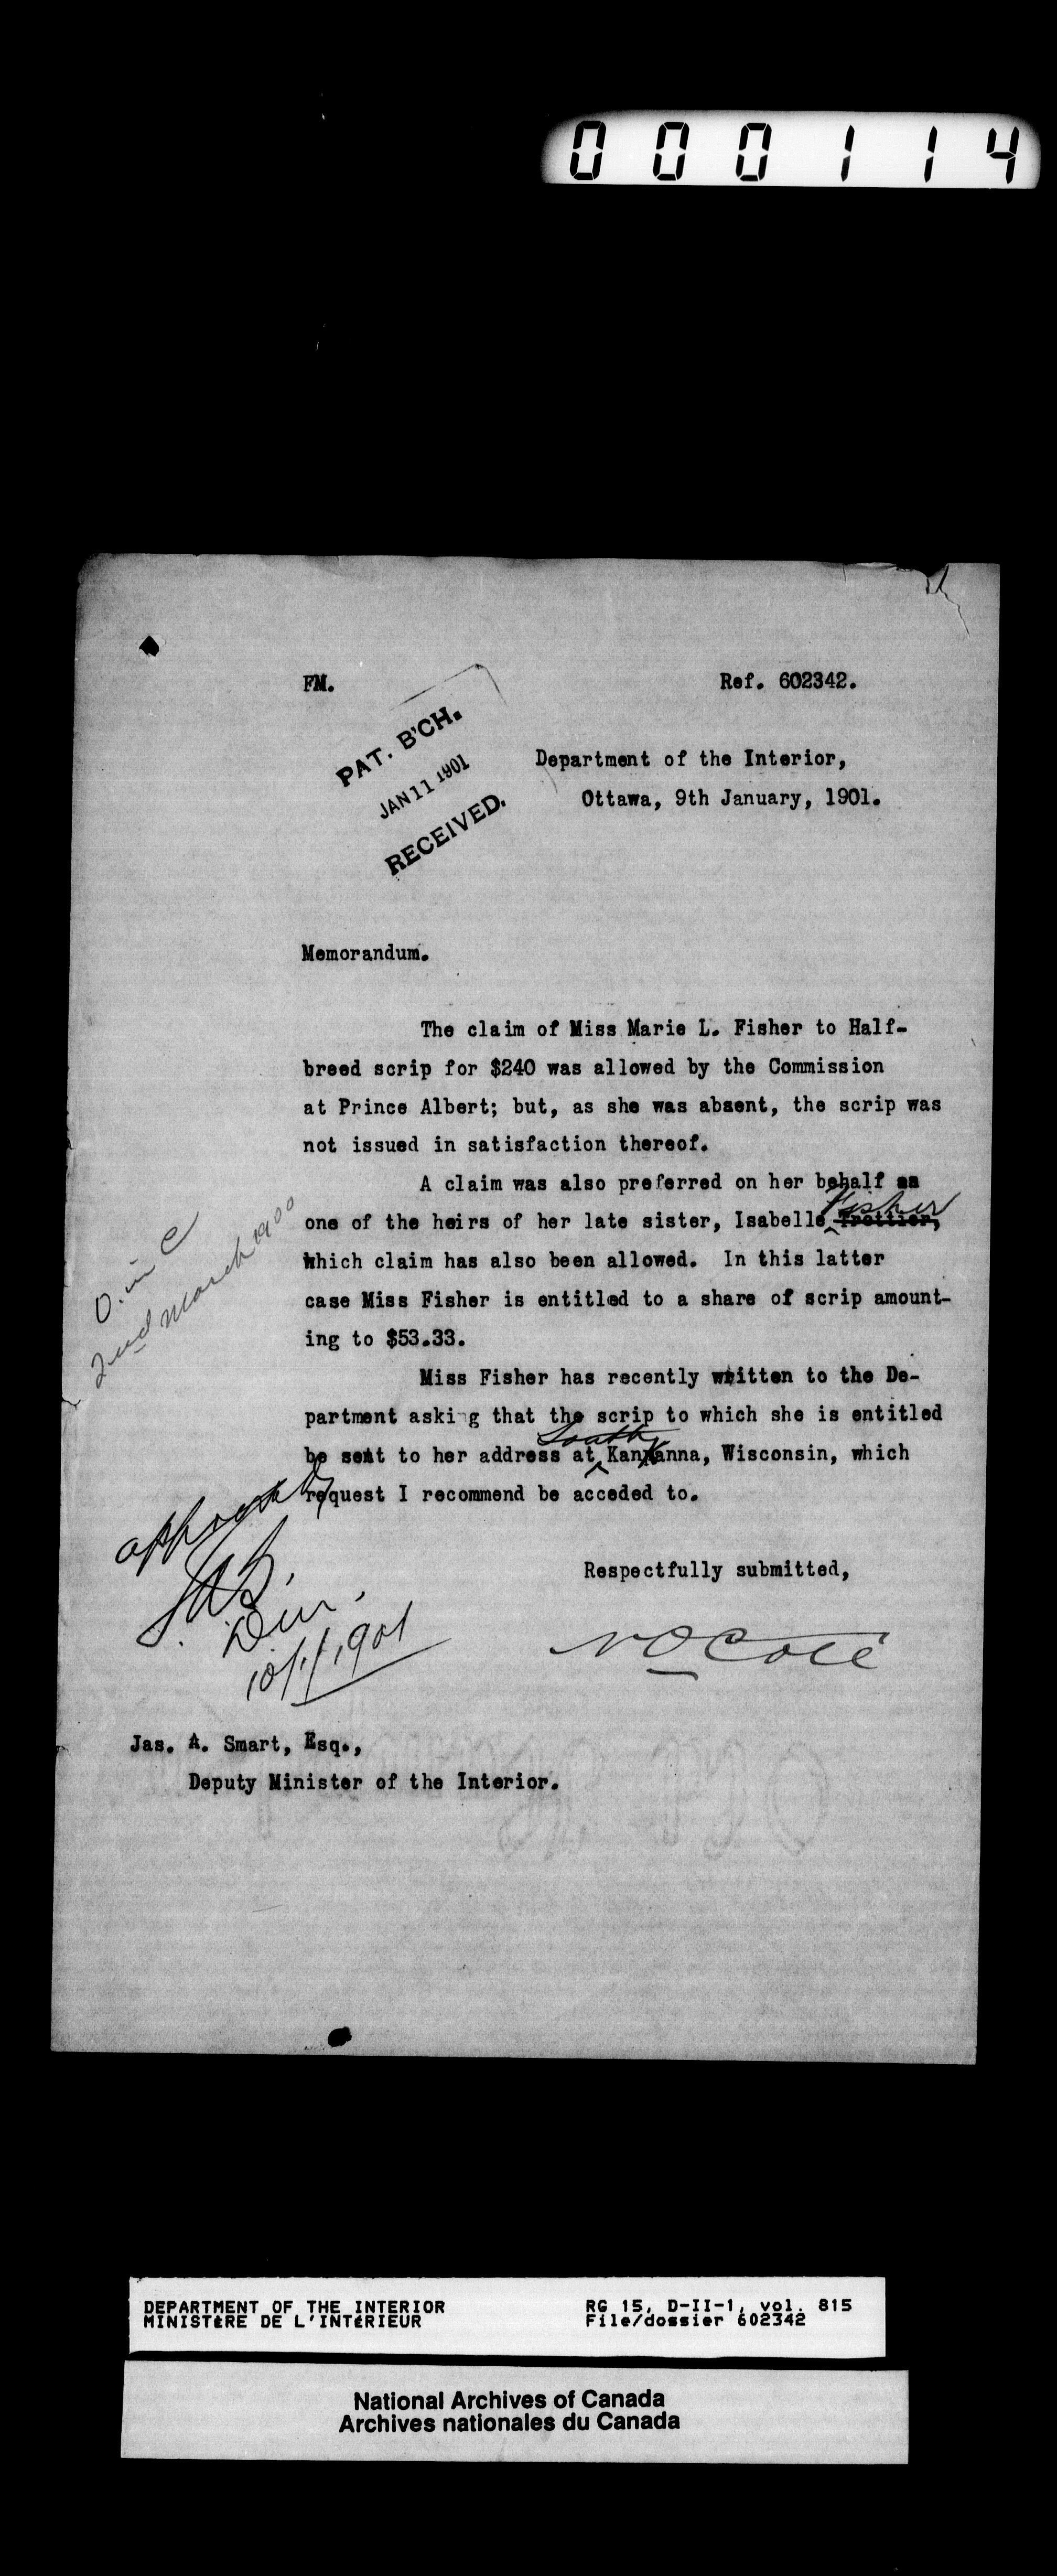 000114
FM.
Ref. 602342.
PAT. B'CH.
JAN 11 1901
RECEIVED.
Department of the Interior,
Ottawa, 9th January, 1901.
Memorandum.
The claim of Miss Marie L. Fisher to Half-
breed scrip for $240 was allowed by the Commission
at Prince Albert; but, as she was absent, the scrip was
not issued in satisfaction thereof.
A claim was also preferred on her behalf as
Fisher
one of the heirs of her late sister, Isabelle Trottier,
which claim has also been allowed. In this latter
case Miss Fisher is entitled to a share of scrip amount-
ing to $53.33.
O. in C
2nd March 1900
Miss Fisher has recently written to the De-
partment asking that the scrip to which she is entitled
South
be sent to her address at Kankanna, Wisconsin, which
request I recommend be acceded to.
approved
JAS.
10/1/1901
Respectfully submitted,
N O Coté
Jas. A. Smart, Esq.,
Deputy Minister of the Interior.
DEPARTMENT OF THE INTERIOR
MINISTÈRE DE L'INTÉRIEUR
RG 15, D-II-1, vol. 815
File/dossier 602342
National Archives of Canada
Archives nationales du Canada